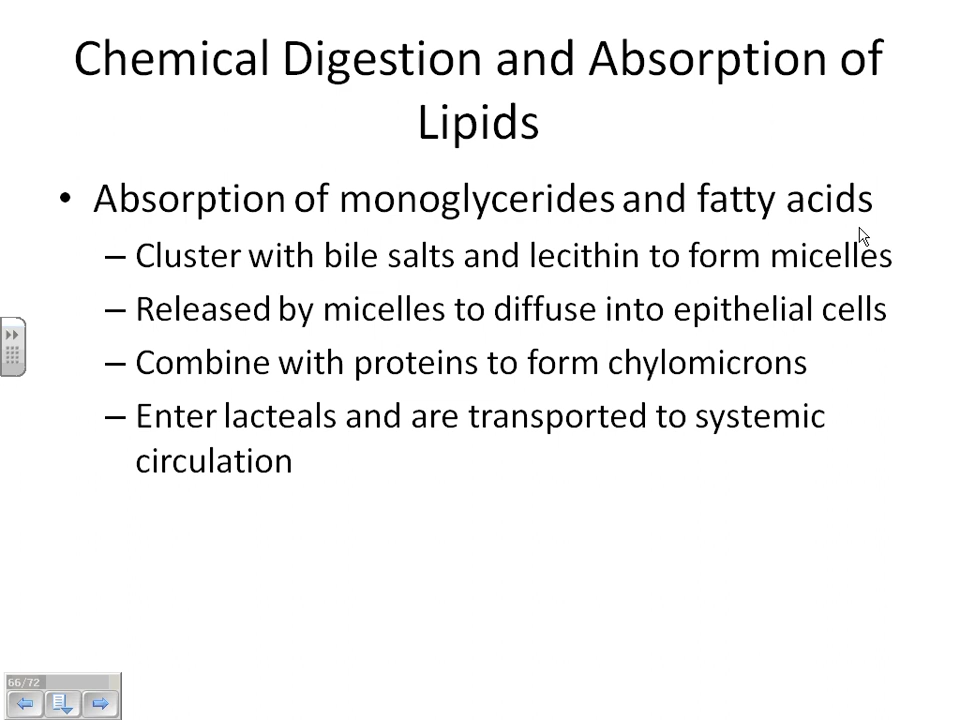 Chemical Digestion and Absorption of
Lipids
• Absorption of monoglycerides and fatty acids
– Cluster with bile salts and lecithin to form micelles
– Released by micelles to diffuse into epithelial cells
– Combine with proteins to form chylomicrons
– Enter lacteals and are transported to systemic
circulation
66/72